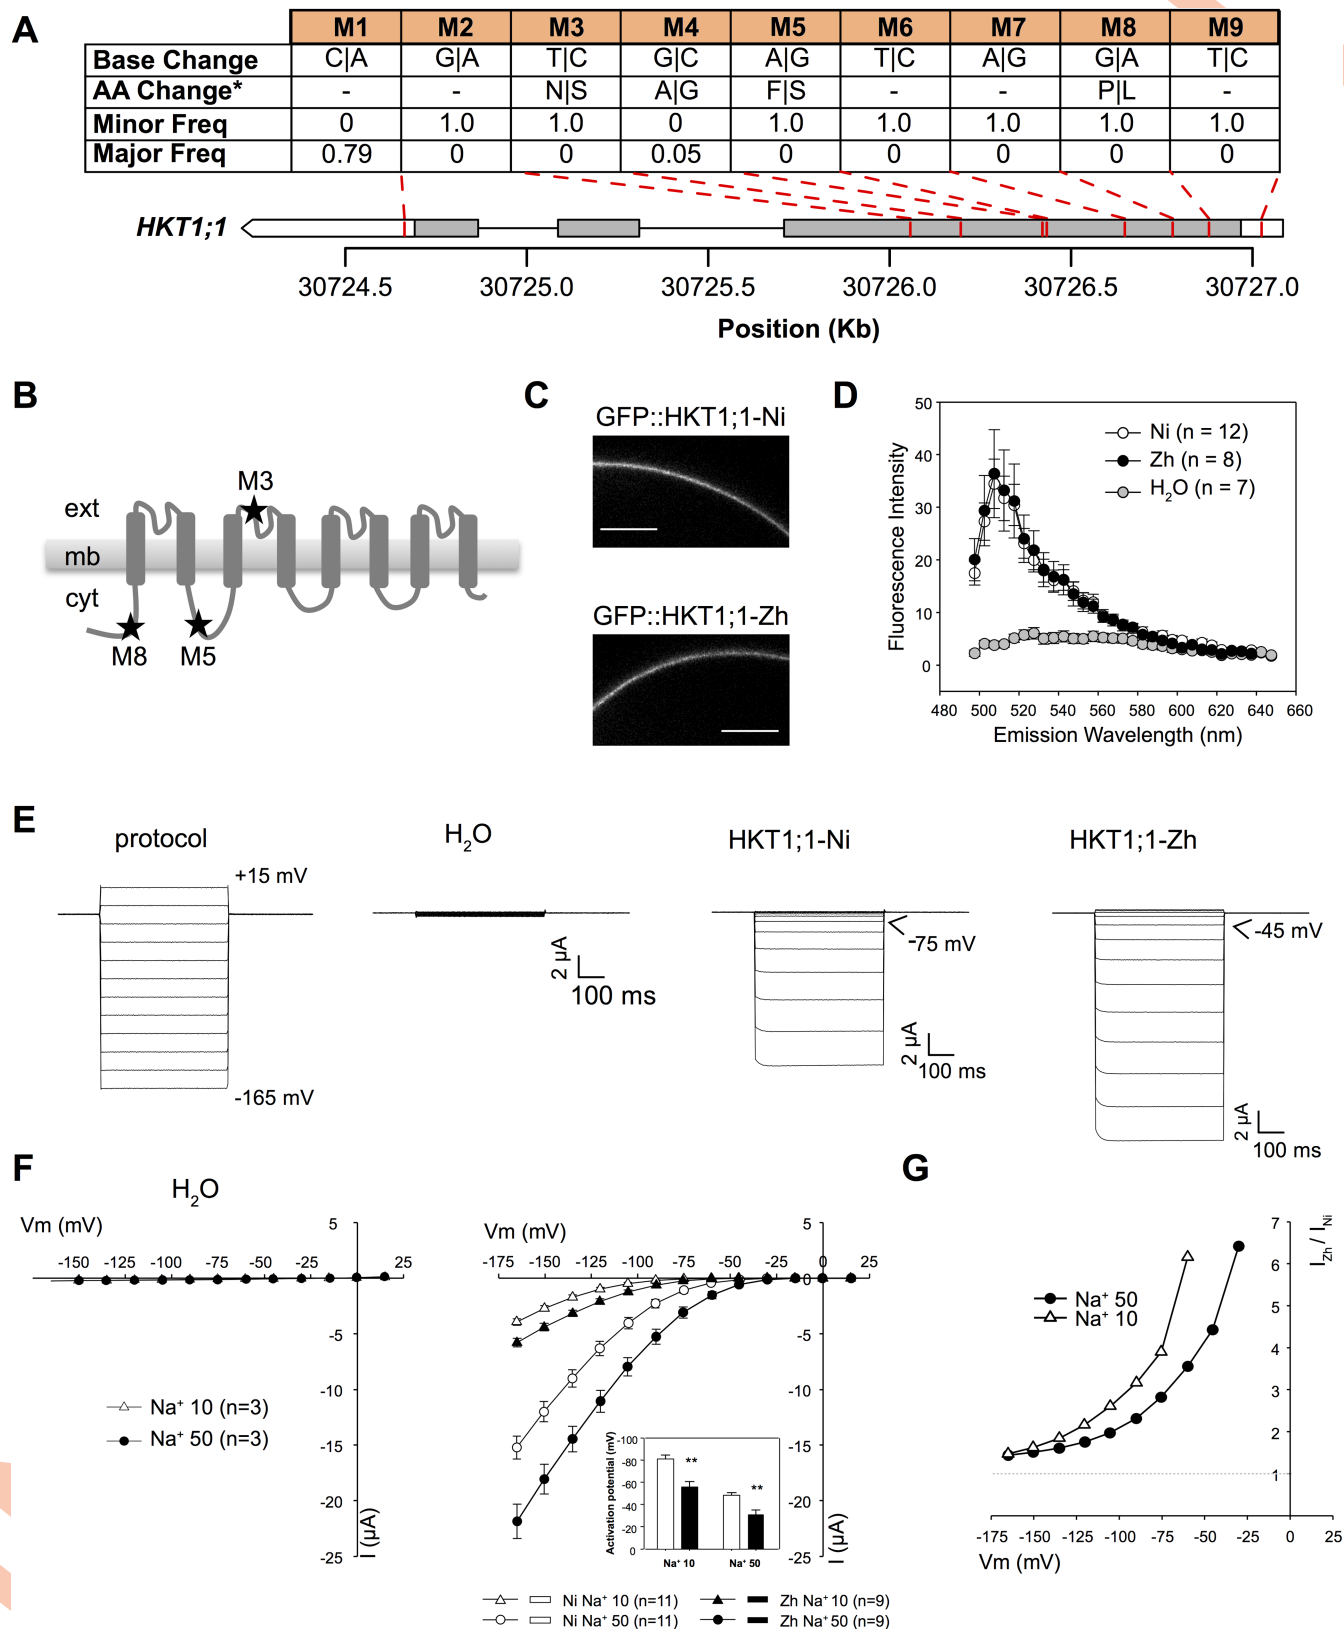 A
M1 M2 M3 M4 M5 M6 M7 M8 M9
Base Change C|A G|A T|C G|C A|G T|C A|G G|A T|C
AA Change* - - N|S A|G F|S - - P|L -
Minor Freq 0 1.0 1.0 0 1.0 1.0 1.0 1.0 1.0
Major Freq 0.79 0 0 0.05 0 0 0 0 0
HKT1;1
30724.5 30725.0 30725.5 30726.0 30726.5 30727.0
Position (Kb)
B
ext
mb
cyt
M3
M8 M5
C
GFP::HKT1;1-Ni
GFP::HKT1;1-Zh
D
Fluorescence Intensity
50
40
30
20
10
0
Ni (n = 12)
Zh (n = 8)
H2O (n = 7)
480 500 520 540 560 580 600 620 640 660
Emission Wavelength (nm)
E
protocol
+15 mV
-165 mV
H2O
2 µA
100 ms
HKT1;1-Ni
-75 mV
2 µA
100 ms
HKT1;1-Zh
-45 mV
2 µA
100 ms
F
H2O
Vm (mV)
-150 -125 -100 -75 -50 -25 0 25
5
-5
-10
-15
-20
-25
I (µA)
Na+ 10 (n=3)
Na+ 50 (n=3)
Vm (mV)
-175 -150 -125 -100 -75 -50 -25 0 25
5
-5
-10
-15
-20
-25
I (µA)
Activation potential (mV)
-100
-80
-60
-40
-20
0
**
**
Na+ 10 Na+ 50
Ni Na+ 10 (n=11) Zh Na+ 10 (n=9)
Ni Na+ 50 (n=11) Zh Na+ 50 (n=9)
G
7
6
5
4
3
2
1
IZh / INi
Na+ 50
Na+ 10
-175 -150 -125 -100 -75 -50 -25 0 25
Vm (mV)